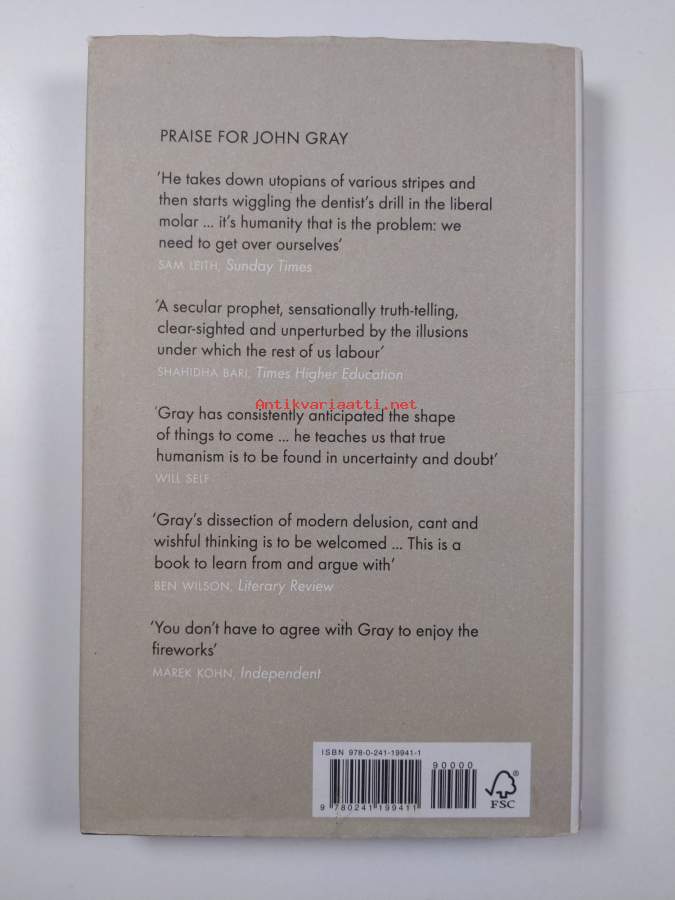 PRAISE FOR JOHN GRAY
'He takes down utopians of various stripes and
then starts wiggling the dentist's drill in the liberal
molar ... it's humanity that is the problem: we
need to get over ourselves'
SAM LEITH, Sunday Times
'A secular prophet, sensationally truth-telling,
clear-sighted and unperturbed by the illusions
under which the rest of us labour'
SHAHIDHA BARI, Times Higher Education
Antikvariaatti.net
'Gray has consistently anticipated the shape
of things to come ... he teaches us that true
humanism is to be found in uncertainty and doubt'
WILL SELF
'Gray's dissection of modern delusion, cant and
wishful thinking is to be welcomed ... This is a
book to learn from and argue with'
BEN WILSON, Literary Review
'You don't have to agree with Gray to enjoy the
fireworks'
MAREK KOHN, Independent
ISBN 978-0-241-19941-1
90000
9 780241 199411
FSC®